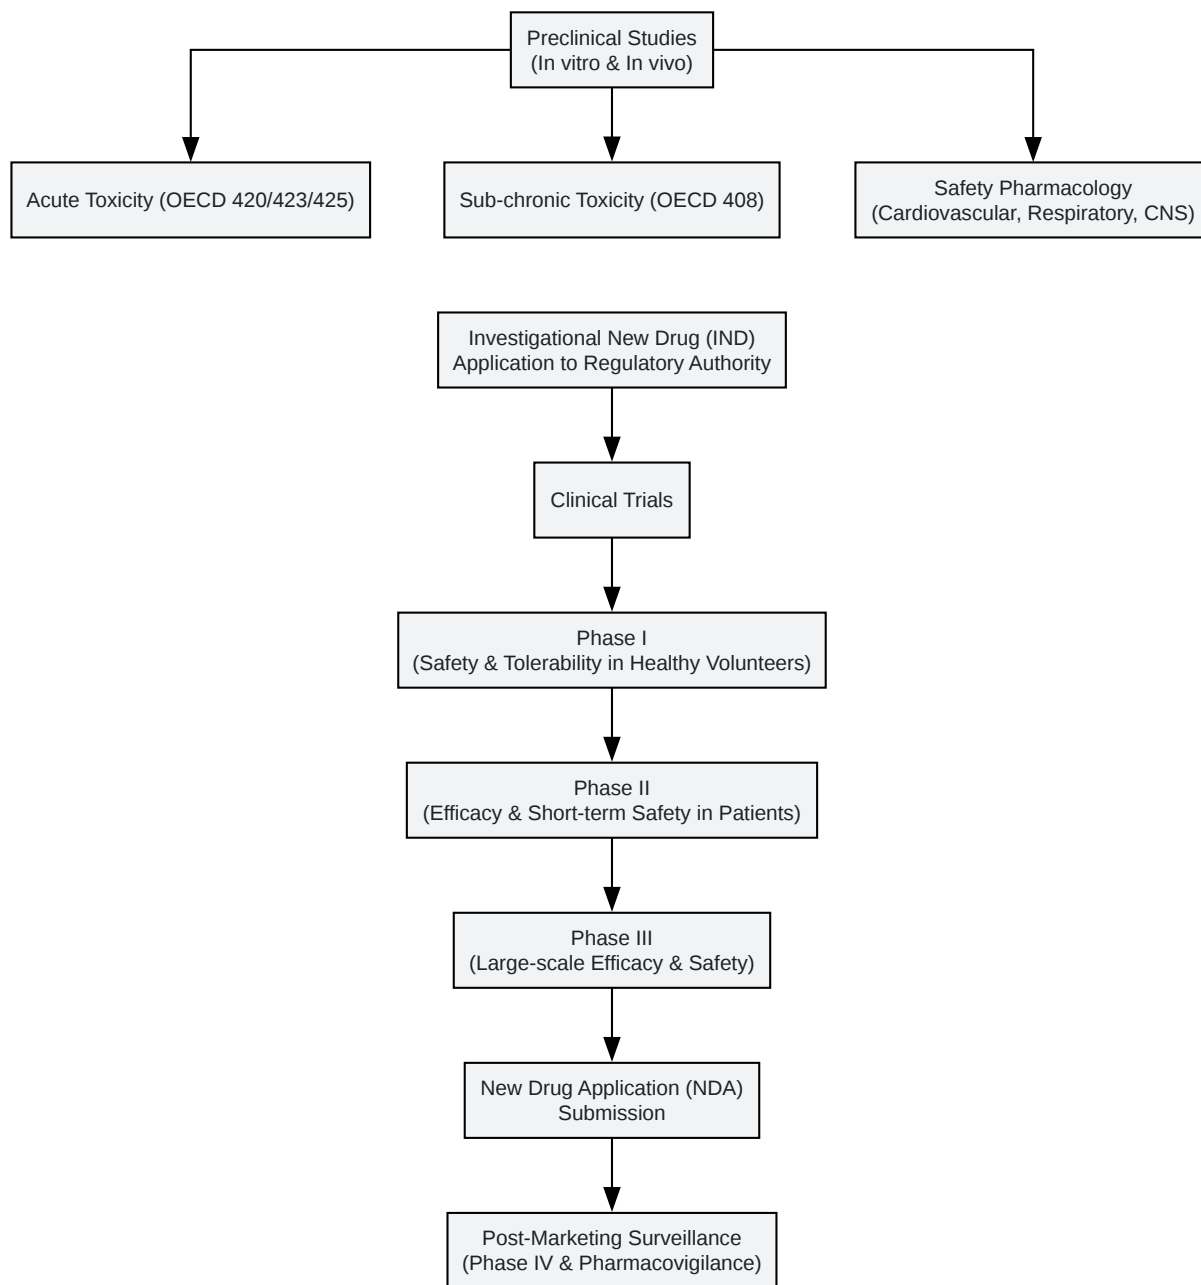 Preclinical Studies
(In vitro & In vivo)
Acute Toxicity (OECD 420/423/425)
Sub-chronic Toxicity (OECD 408)
Safety Pharmacology
(Cardiovascular, Respiratory, CNS)
Investigational New Drug (IND)
Application to Regulatory Authority
Clinical Trials
Phase I
(Safety & Tolerability in Healthy Volunteers)
Phase II
(Efficacy & Short-term Safety in Patients)
Phase III
(Large-scale Efficacy & Safety)
New Drug Application (NDA)
Submission
Post-Marketing Surveillance
(Phase IV & Pharmacovigilance)